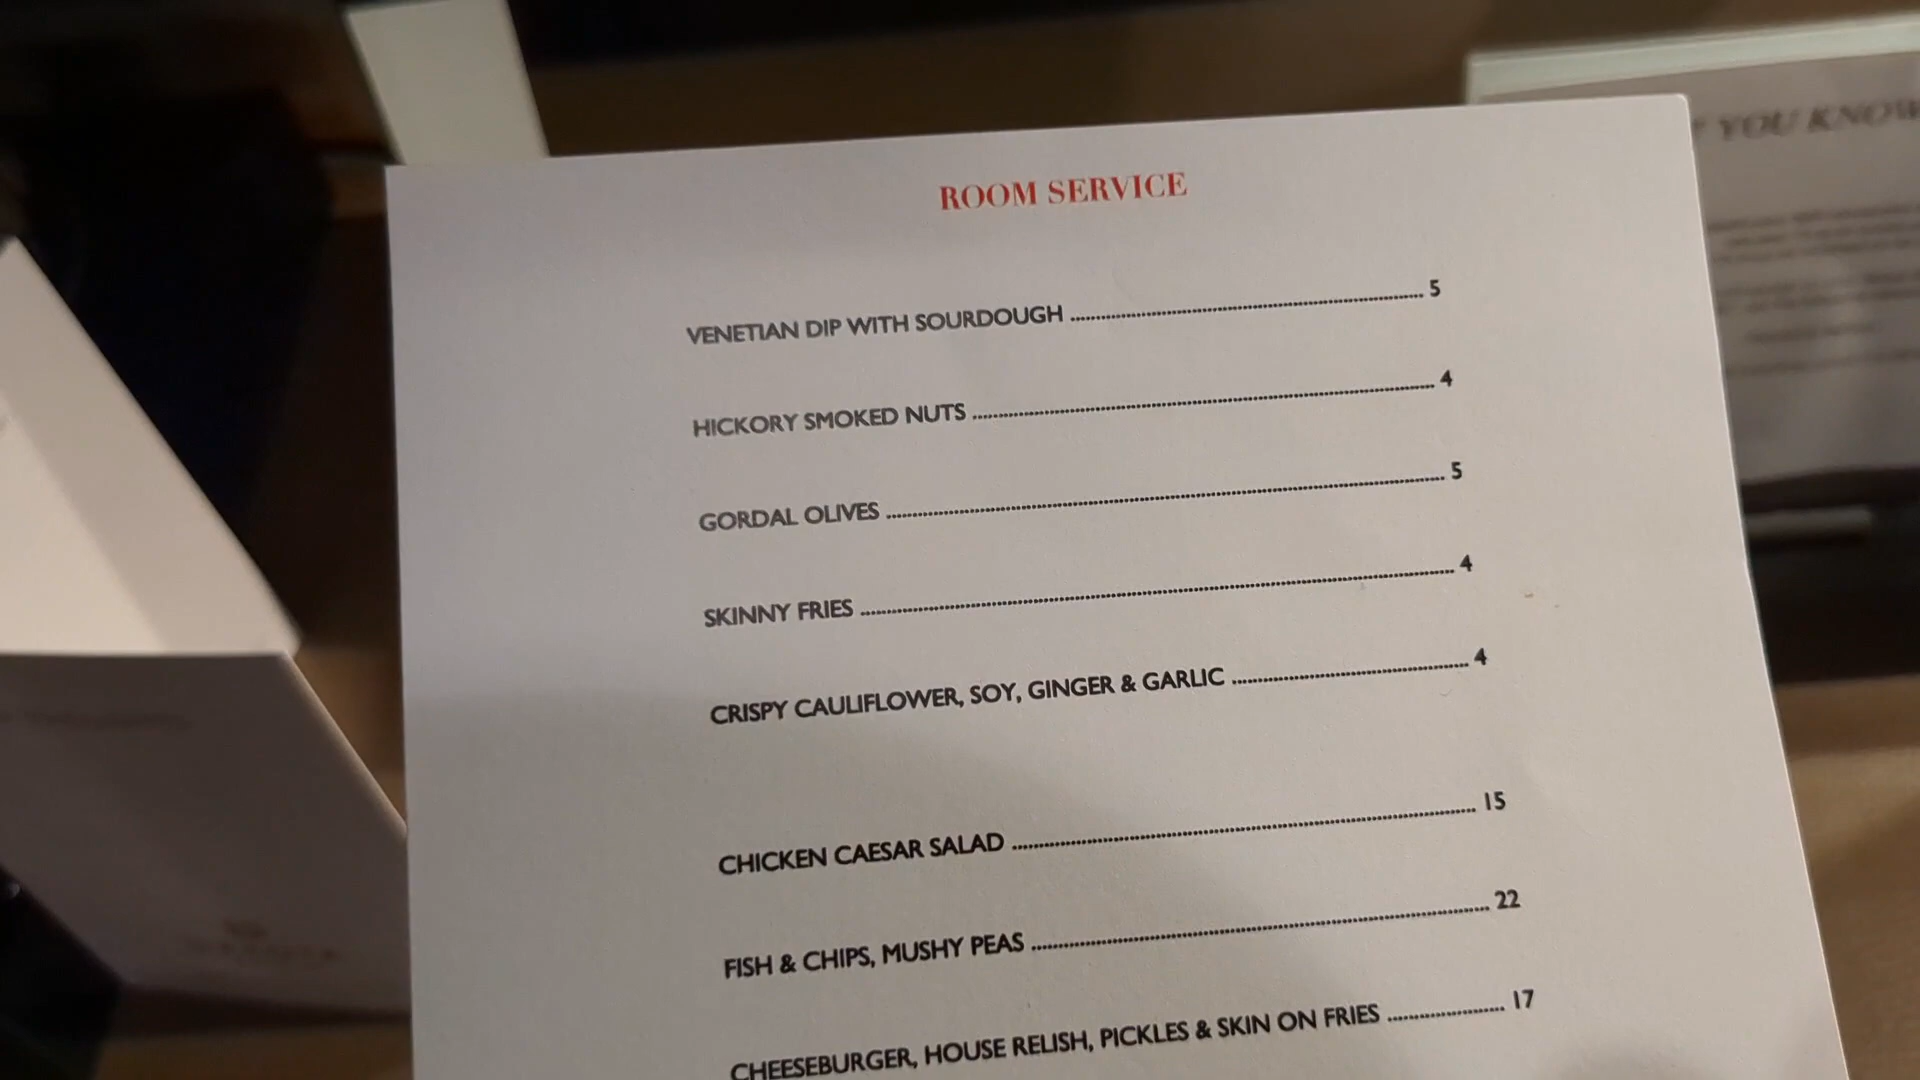 ROOM SERVICE
VENETIAN DIP WITH SOURDOUGH ........ 5
HICKORY SMOKED NUTS ........ 4
GORDAL OLIVES ........ 5
SKINNY FRIES ........ 4
CRISPY CAULIFLOWER, SOY, GINGER & GARLIC ........ 4
CHICKEN CAESAR SALAD ........ 15
FISH & CHIPS, MUSHY PEAS ........ 22
CHEESEBURGER, HOUSE RELISH, PICKLES & SKIN ON FRIES ........ 17
YOU KNOW